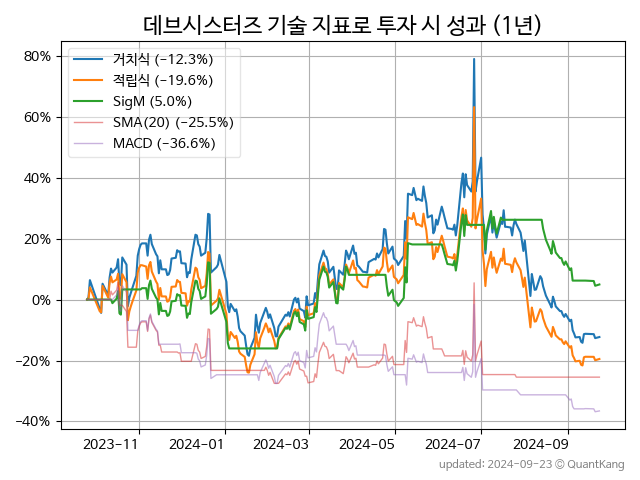 데브시스터즈 기술 지표로 투자 시 성과 (1년)
거치식 (−12.3%)
적립식 (−19.6%)
SigM (5.0%)
SMA(20) (−25.5%)
MACD (−36.6%)
80%
60%
40%
20%
0%
−20%
−40%
2023-11 2024-01 2024-03 2024-05 2024-07 2024-09
updated: 2024-09-23 ⓒ QuantKang